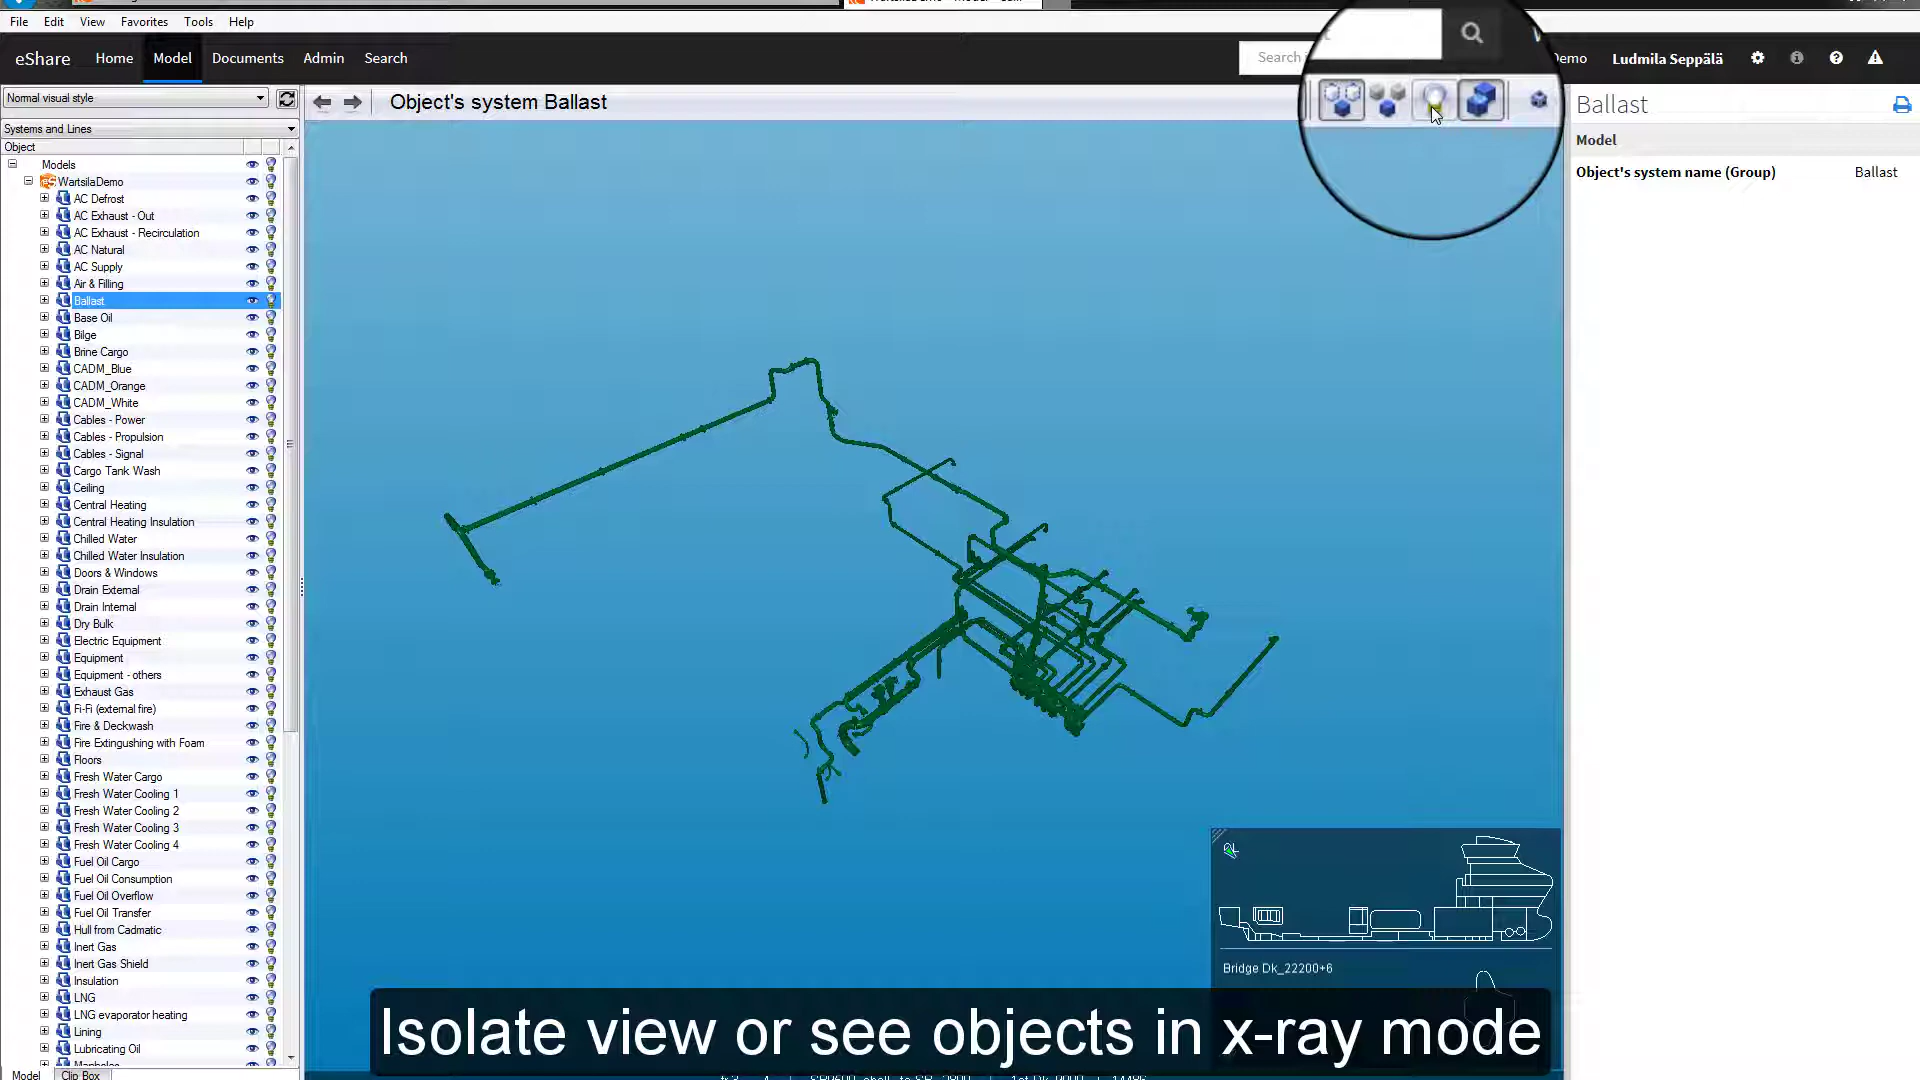 File Edit View Favorites Tools Help
eShare Home Model Documents Admin Search Search Demo Ludmila Seppälä
Normal visual style
Object's system Ballast
Ballast
Systems and Lines
Object
Model
Object's system name (Group) Ballast
Models
WartsilaDemo
AC Defrost
AC Exhaust - Out
AC Exhaust - Recirculation
AC Natural
AC Supply
Air & Filling
Ballast
Base Oil
Bilge
Brine Cargo
CADM_Blue
CADM_Orange
CADM_White
Cables - Power
Cables - Propulsion
Cables - Signal
Cargo Tank Wash
Ceiling
Central Heating
Central Heating Insulation
Chilled Water
Chilled Water Insulation
Doors & Windows
Drain External
Drain Internal
Dry Bulk
Electric Equipment
Equipment
Equipment - others
Exhaust Gas
Fi-Fi (external fire)
Fire & Deckwash
Fire Extingushing with Foam
Floors
Fresh Water Cargo
Fresh Water Cooling 1
Fresh Water Cooling 2
Fresh Water Cooling 3
Fresh Water Cooling 4
Fuel Oil Cargo
Fuel Oil Consumption
Fuel Oil Overflow
Fuel Oil Transfer
Hull from Cadmatic
Inert Gas
Inert Gas Shield
Insulation
LNG
LNG evaporator heating
Lining
Lubricating Oil
Model Clip Box
Bridge Dk_22200+6
Isolate view or see objects in x-ray mode